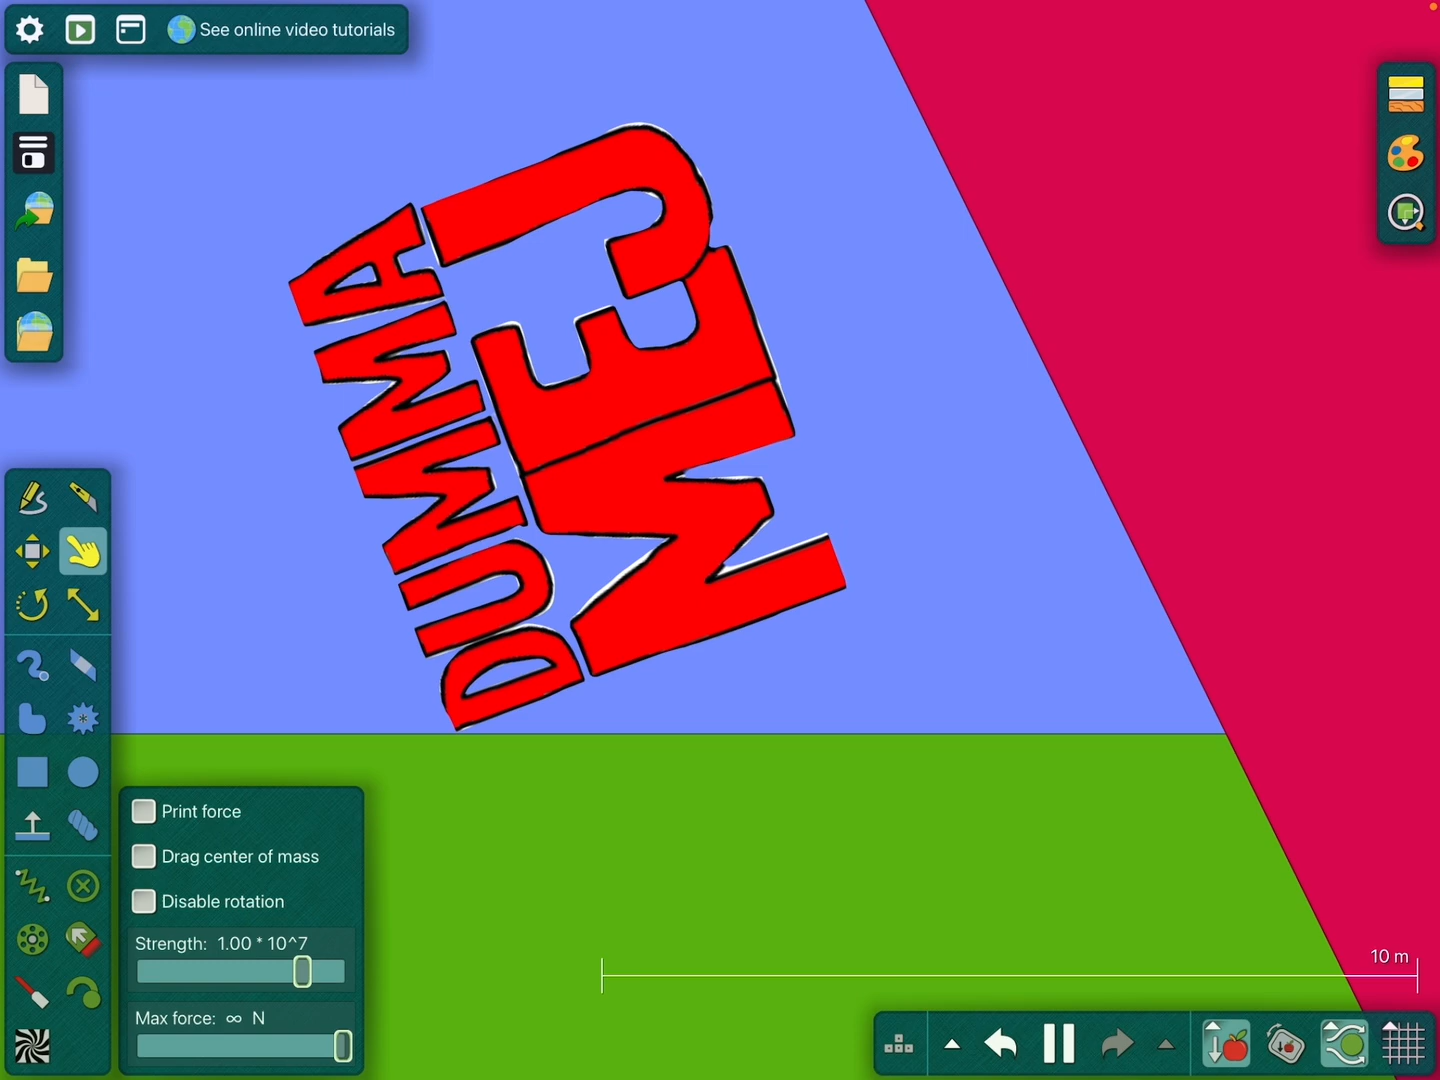 See online video tutorials
DUMMA
MEJ
Print force
Drag center of mass
Disable rotation
Strength: 1.00 * 10^7
Max force: ∞ N
10 m